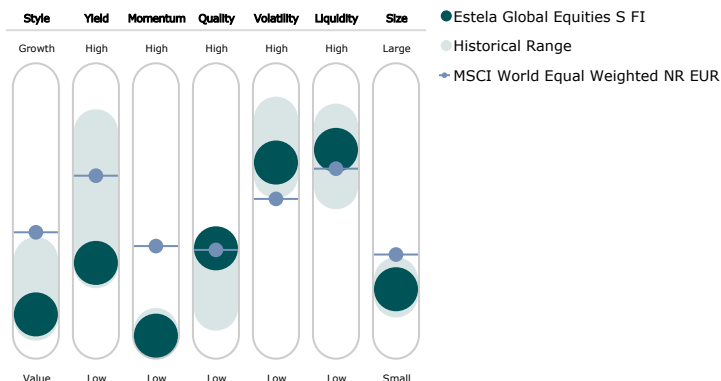 Style Yield Momentum Quality Volatility Liquidity Size
Growth High High High High High Large
Value Low Low Low Low Low Small
Estela Global Equities S FI
Historical Range
MSCI World Equal Weighted NR EUR